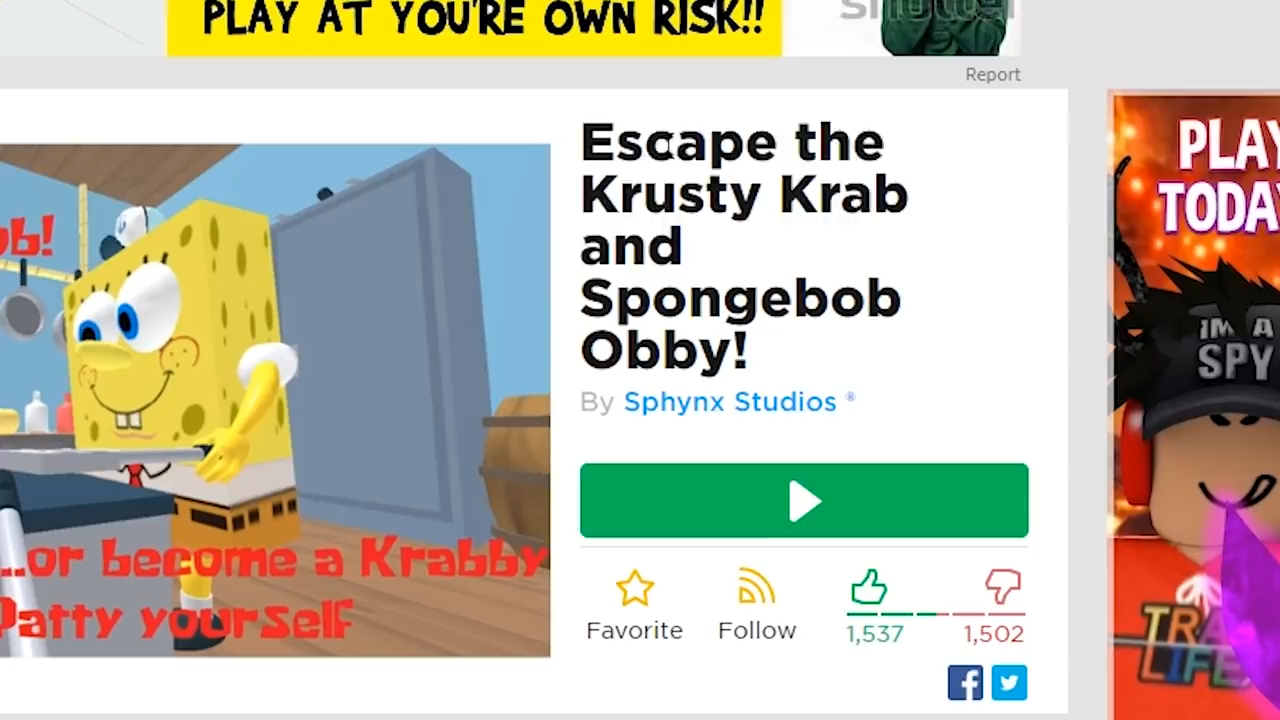 PLAY AT YOU'RE OWN RISK!!
Report
Escape the
Krusty Krab
and
Spongebob
Obby!
By Sphynx Studios ®
...or become a Krabby
Patty yourself
Favorite
Follow
1,537
1,502
PLAY
TODAY
IM A
SPY